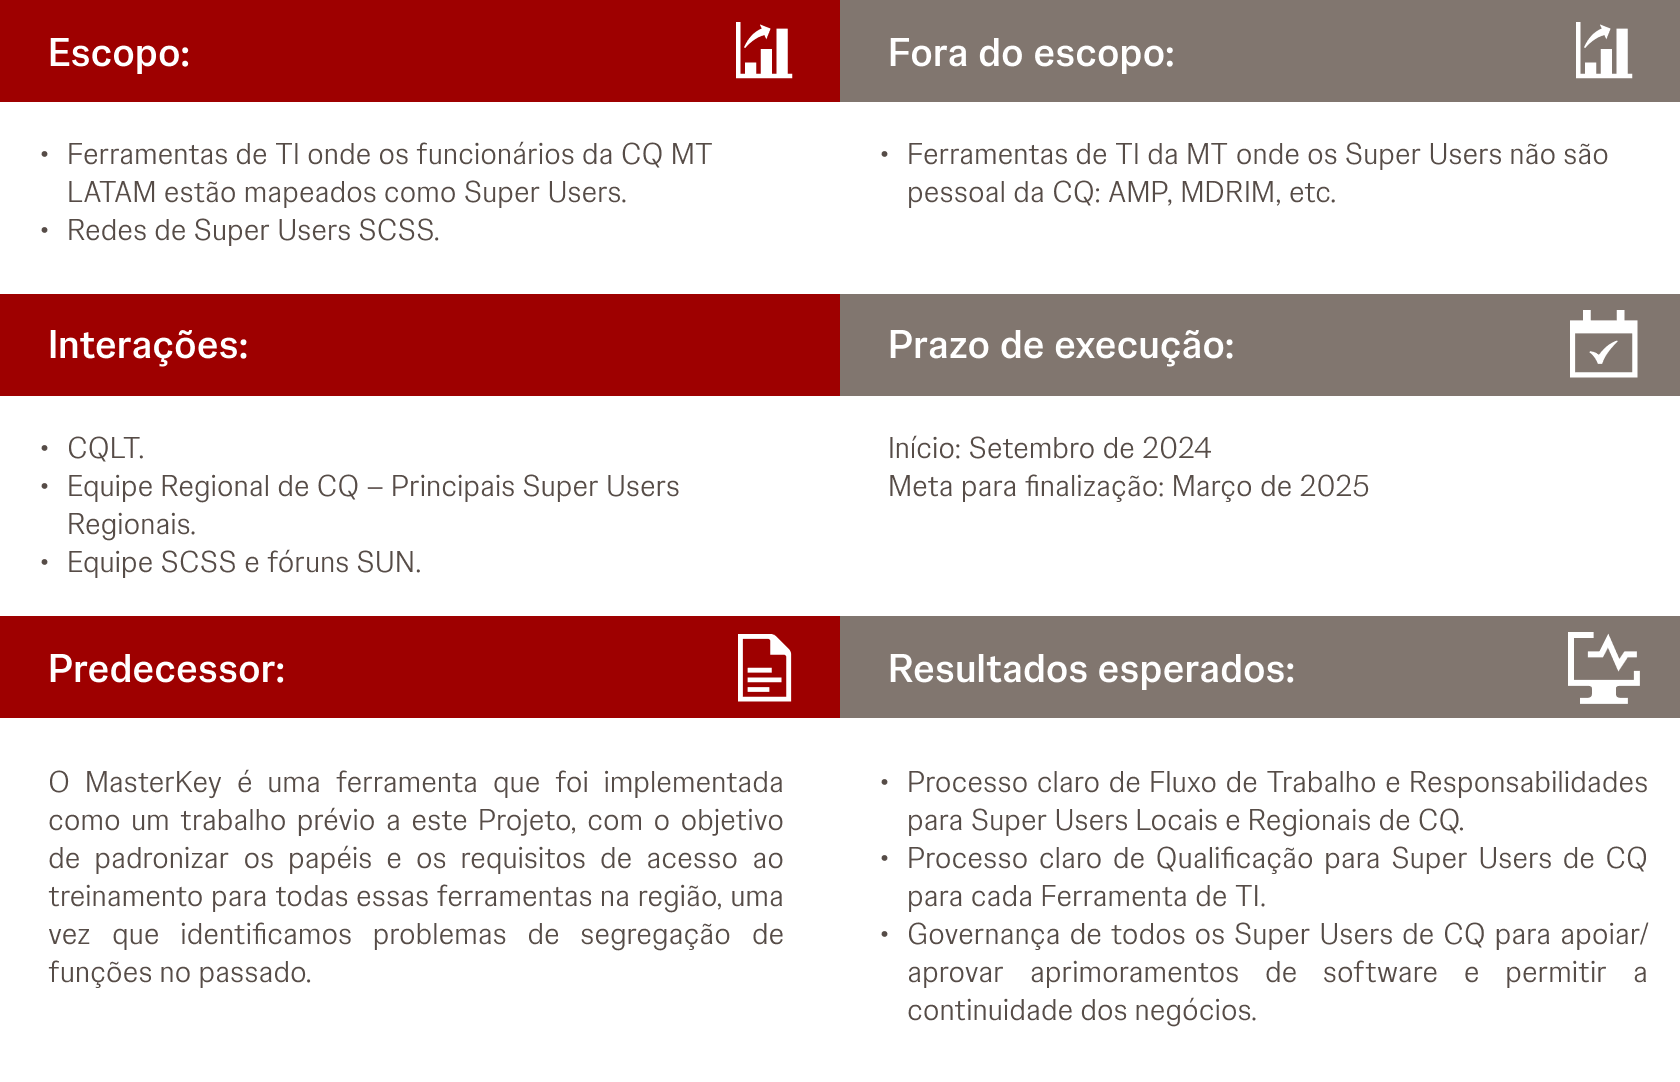 Escopo:
• Ferramentas de TI onde os funcionários da CQ MT
LATAM estão mapeados como Super Users.
• Redes de Super Users SCSS.
Fora do escopo:
• Ferramentas de TI da MT onde os Super Users não são
pessoal da CQ: AMP, MDRIM, etc.
Interações:
• CQLT.
• Equipe Regional de CQ – Principais Super Users
Regionais.
• Equipe SCSS e fóruns SUN.
Prazo de execução:
Início: Setembro de 2024
Meta para finalização: Março de 2025
Predecessor:
O MasterKey é uma ferramenta que foi implementada
como um trabalho prévio a este Projeto, com o objetivo
de padronizar os papéis e os requisitos de acesso ao
treinamento para todas essas ferramentas na região, uma
vez que identificamos problemas de segregação de
funções no passado.
Resultados esperados:
• Processo claro de Fluxo de Trabalho e Responsabilidades
para Super Users Locais e Regionais de CQ.
• Processo claro de Qualificação para Super Users de CQ
para cada Ferramenta de TI.
• Governança de todos os Super Users de CQ para apoiar/
aprovar aprimoramentos de software e permitir a
continuidade dos negócios.